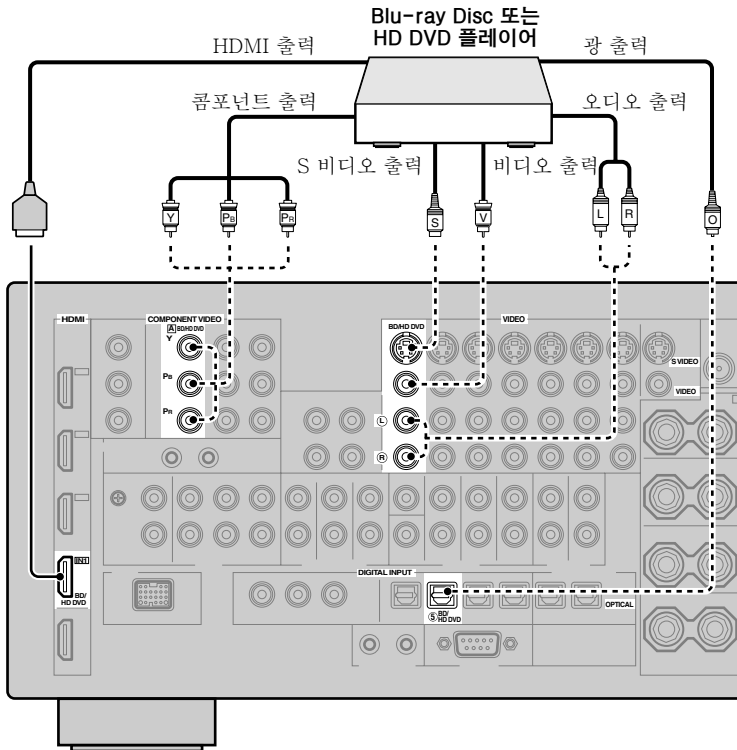 Blu-ray Disc 또는
HD DVD 플레이어
HDMI 출력
광 출력
콤포넌트 출력
오디오 출력
S 비디오 출력
비디오 출력
Y
PB
PR
S
V
L
R
O
HDMI
COMPONENT VIDEO
A BD/HD DVD
Y
PB
PR
BD/HD DVD
VIDEO
S VIDEO
VIDEO
L
R
IN1
BD/
HD DVD
DIGITAL INPUT
⑤ BD/
HD DVD
OPTICAL